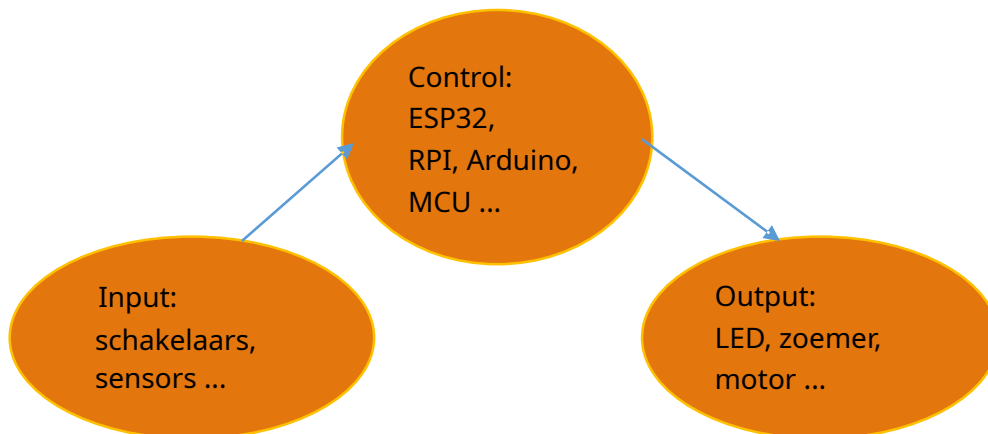 Control:
ESP32,
RPI, Arduino,
MCU ...
Input:
schakelaars,
sensors ...
Output:
LED, zoemer,
motor ...